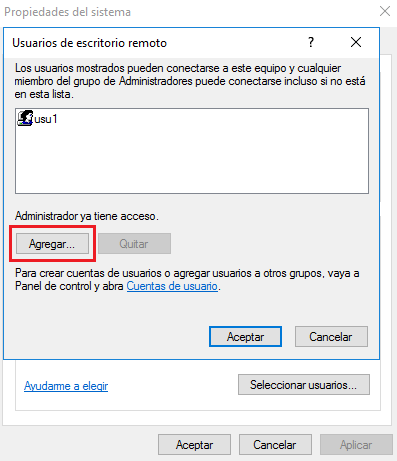 Propiedades del sistema
Usuarios de escritorio remoto
Los usuarios mostrados pueden conectarse a este equipo y cualquier
miembro del grupo de Administradores puede conectarse incluso si no está
en esta lista.
usu1
Administrador ya tiene acceso.
Agregar... Quitar
Para crear cuentas de usuarios o agregar usuarios a otros grupos, vaya a
Panel de control y abra Cuentas de usuario.
Aceptar Cancelar
Ayudarme a elegir Seleccionar usuarios...
Aceptar Cancelar Aplicar